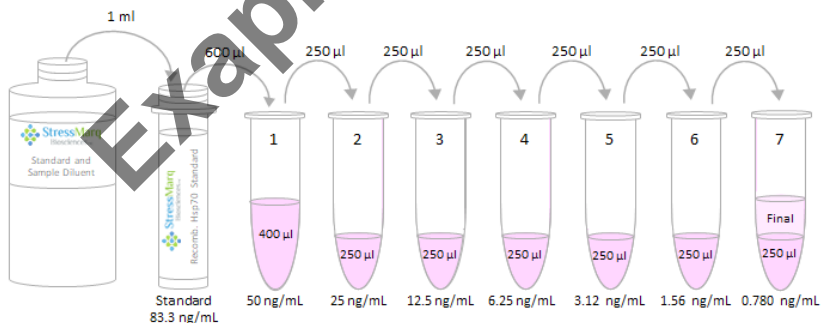 1 ml
600 µl
250 µl
250 µl
250 µl
250 µl
250 µl
250 µl
StressMarq
Biosciences
Standard and
Sample Diluent
StressMarq
Biosciences
Recomb. Hsp70 Standard
1
2
3
4
5
6
7
400 µl
250 µl
250 µl
250 µl
250 µl
250 µl
Final
250 µl
Standard
83.3 ng/mL
50 ng/mL
25 ng/mL
12.5 ng/mL
6.25 ng/mL
3.12 ng/mL
1.56 ng/mL
0.780 ng/mL